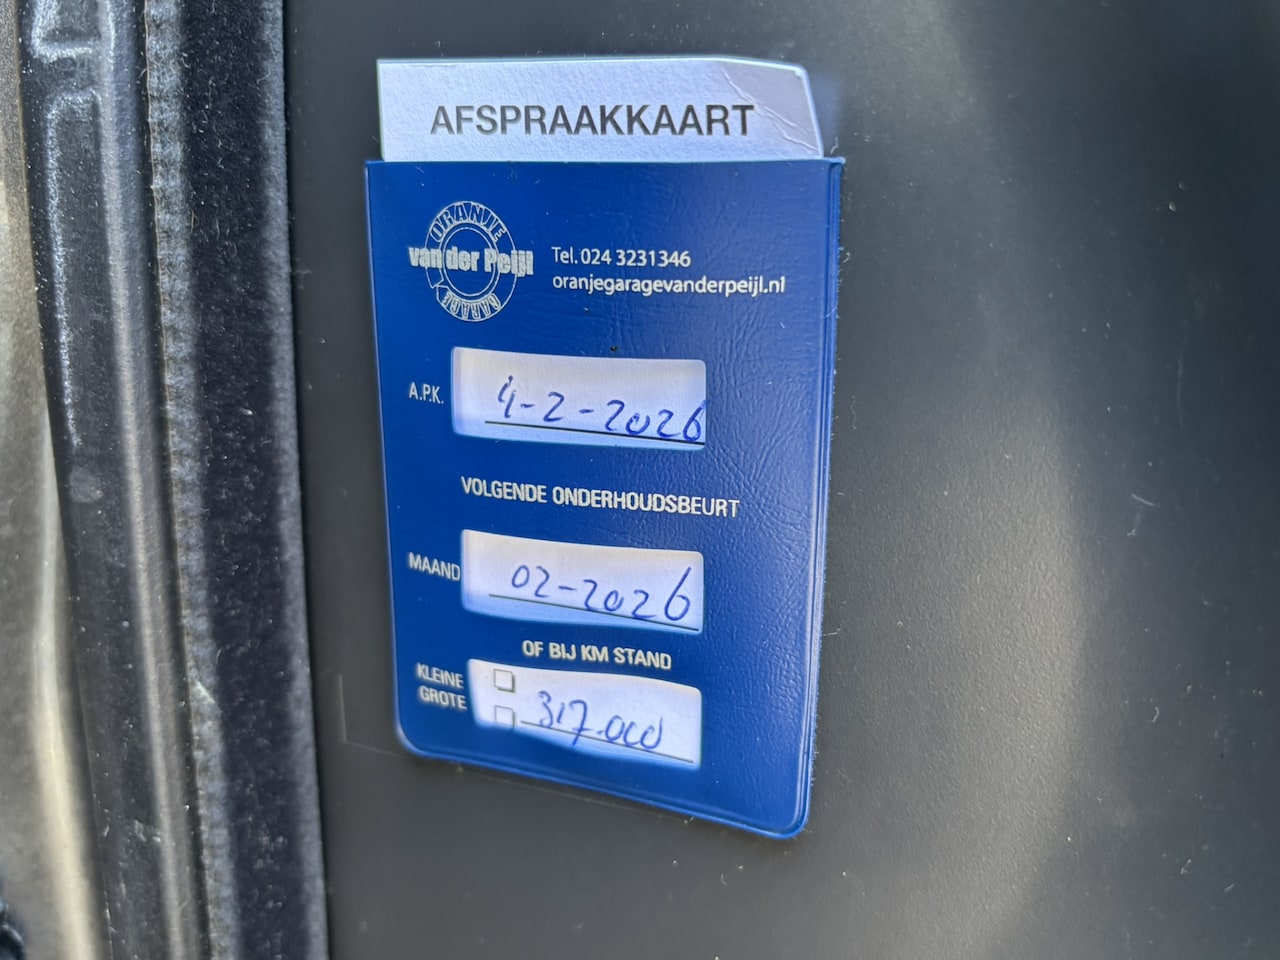 AFSPRAAKKAART
ORANJE
van der Peijl
GARAGE
Tel. 024 3231346
oranjegaragevanderpeijl.nl
A.P.K.
4-2-2026
VOLGENDE ONDERHOUDSBEURT
MAAND
02-2026
OF BIJ KM STAND
KLEINE
GROTE
317.000